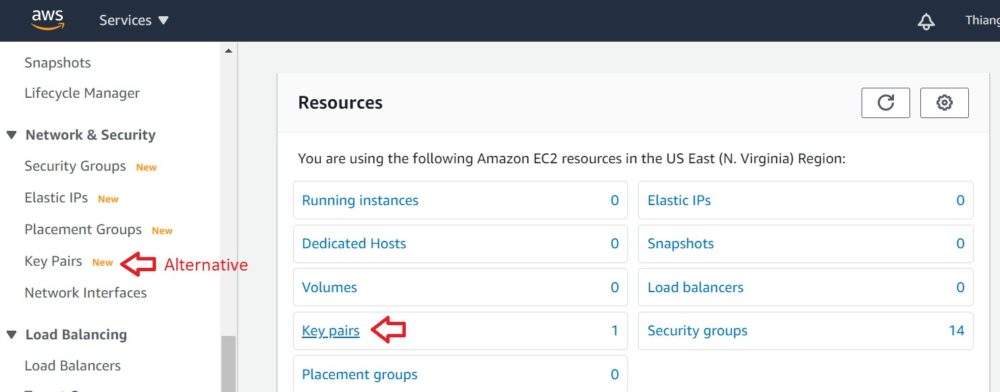 aws
Services
Thiang
Snapshots
Lifecycle Manager
Network & Security
Security Groups New
Elastic IPs New
Placement Groups New
Key Pairs New
Alternative
Network Interfaces
Load Balancing
Load Balancers
Resources
You are using the following Amazon EC2 resources in the US East (N. Virginia) Region:
Running instances 0
Elastic IPs 0
Dedicated Hosts 0
Snapshots 0
Volumes 0
Load balancers 0
Key pairs 1
Security groups 14
Placement groups 0